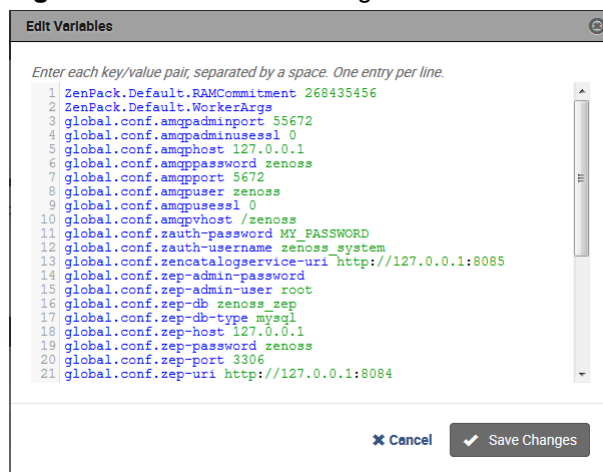 Edit Variables
Enter each key/value pair, separated by a space. One entry per line.
1 ZenPack.Default.RAMCommitment 268435456
2 ZenPack.Default.WorkerArgs
3 global.conf.amqpadminport 55672
4 global.conf.amqpadminusessl 0
5 global.conf.amqphost 127.0.0.1
6 global.conf.amqppassword zenoss
7 global.conf.amqpport 5672
8 global.conf.amqpuser zenoss
9 global.conf.amqpusessl 0
10 global.conf.amqpvhost /zenoss
11 global.conf.zauth-password MY_PASSWORD
12 global.conf.zauth-username zenoss_system
13 global.conf.zencatalogservice-uri http://127.0.0.1:8085
14 global.conf.zep-admin-password
15 global.conf.zep-admin-user root
16 global.conf.zep-db zenoss_zep
17 global.conf.zep-db-type mysql
18 global.conf.zep-host 127.0.0.1
19 global.conf.zep-password zenoss
20 global.conf.zep-port 3306
21 global.conf.zep-uri http://127.0.0.1:8084
Cancel Save Changes